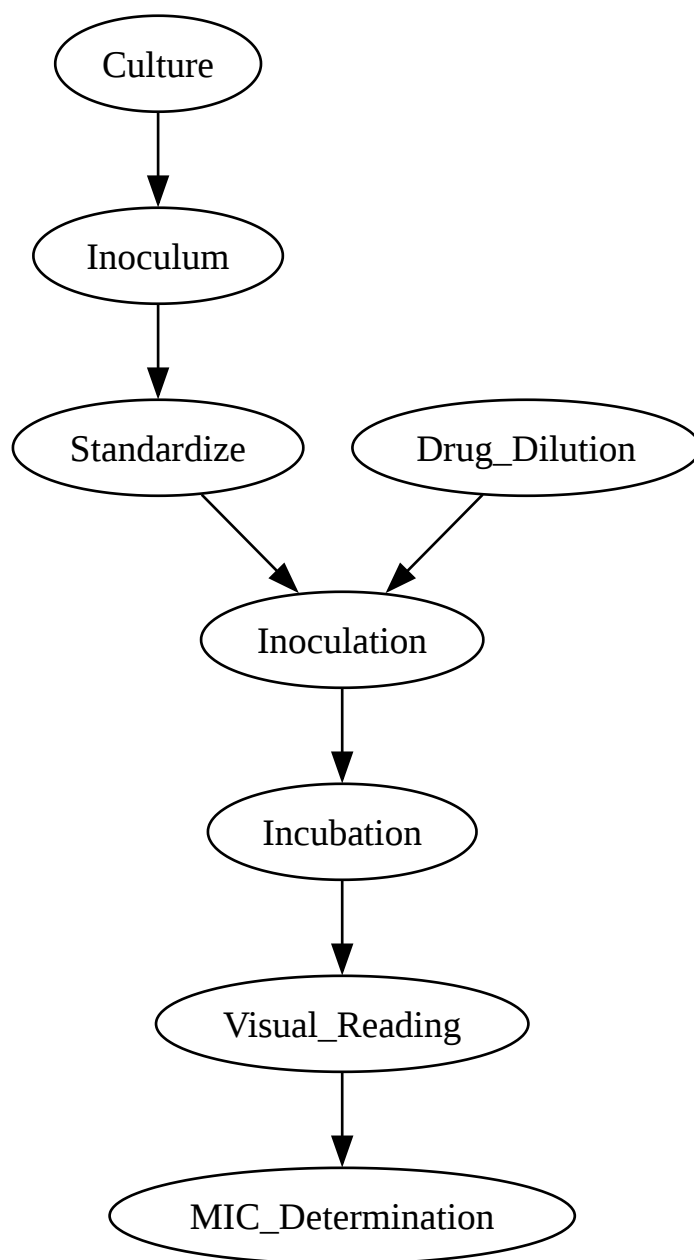 Culture
Inoculum
Standardize
Drug_Dilution
Inoculation
Incubation
Visual_Reading
MIC_Determination